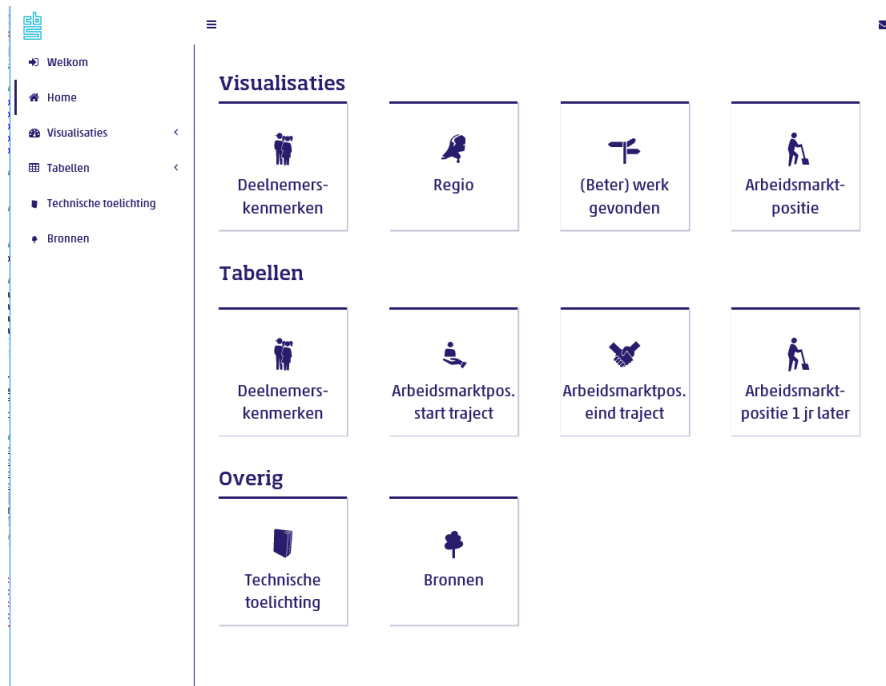 Welkom
Home
Visualisaties
Tabellen
Technische toelichting
Bronnen
Visualisaties
Deelnemers-
kenmerken
Regio
(Beter) werk
gevonden
Arbeidsmarkt-
positie
Tabellen
Deelnemers-
kenmerken
Arbeidsmarktpos.
start traject
Arbeidsmarktpos.
eind traject
Arbeidsmarkt-
positie 1 jr later
Overig
Technische
toelichting
Bronnen